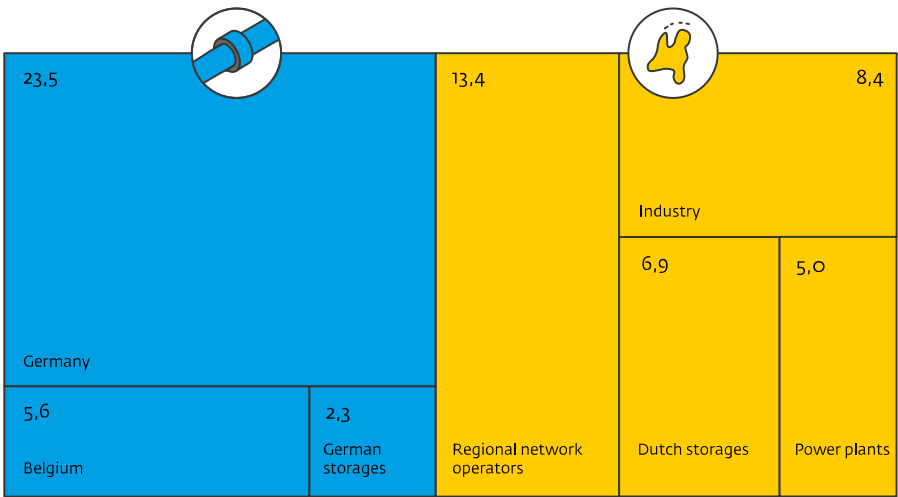 23,5
Germany
5,6
Belgium
2,3
German
storages
13,4
Regional network
operators
8,4
Industry
6,9
Dutch storages
5,0
Power plants